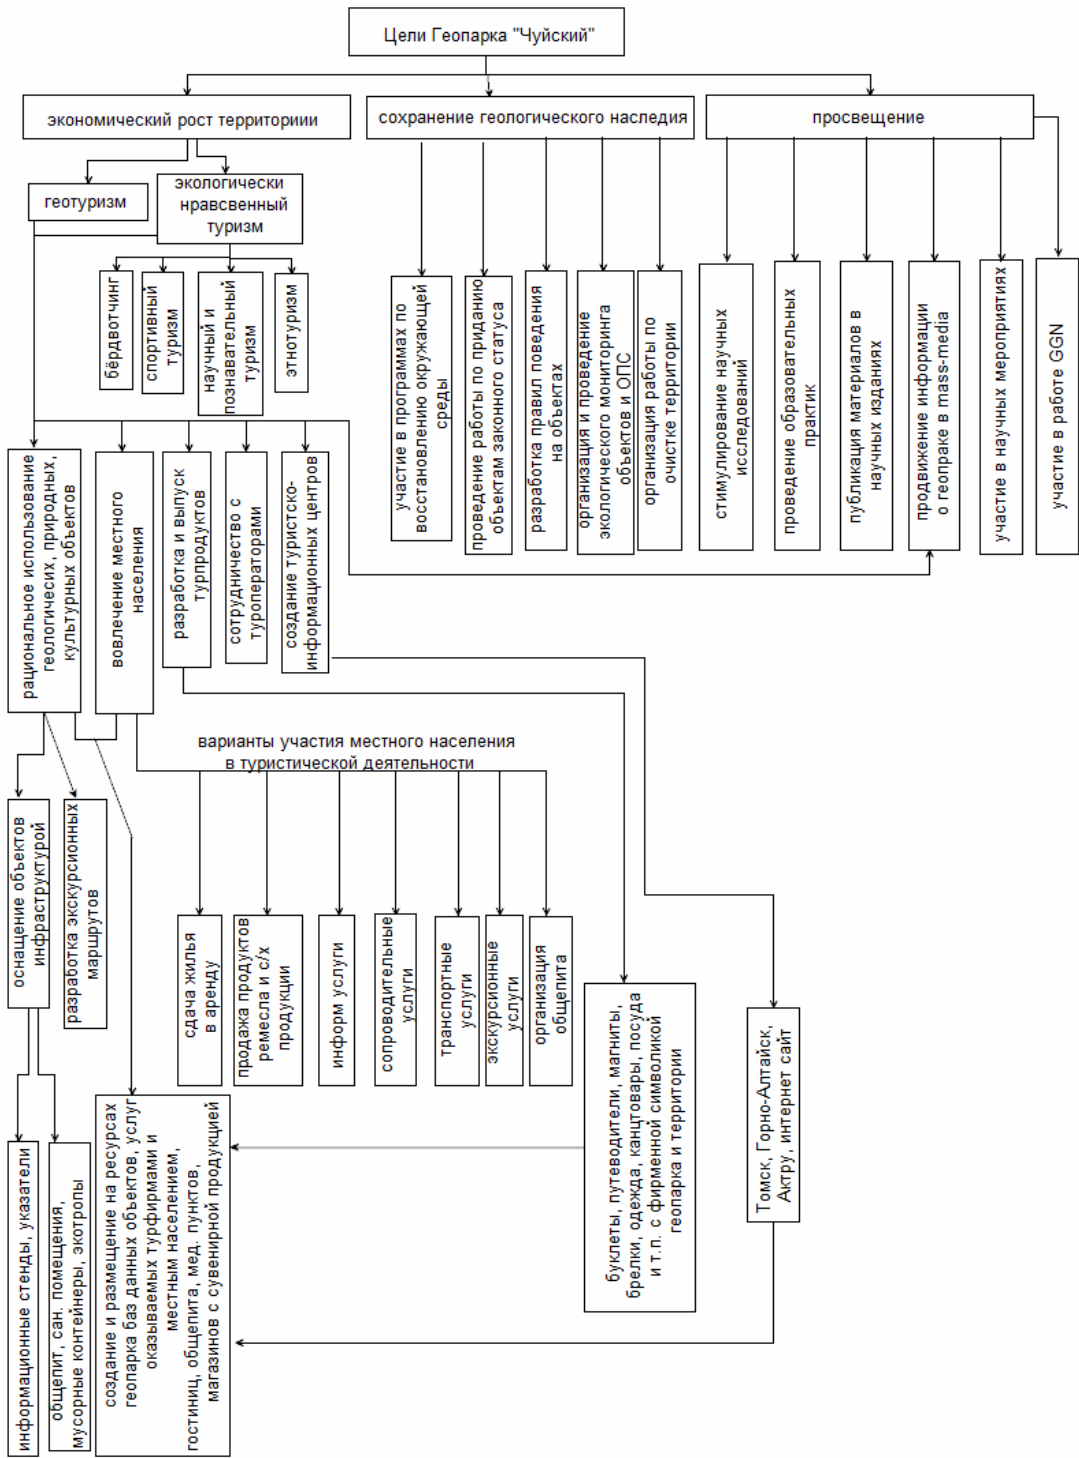 Цели Геопарка "Чуйский"
экономический рост територриии
сохранение геологического наследия
просвещение
геотуризм
экологически
нравсвенный
туризм
бёрдвотчинг
спортивный
туризм
научный и
познавательный
туризм
этнотуризм
участие в программах по
восстановлению окружающей
среды
проведение работы по приданию
объектам законного статуса
разработка правил поведения
на объектах
организация и проведение
экологического мониторинга
объектов и ОПС
организация работы по
очистке территории
стимулирование научных
исследований
проведение образовательных
практик
публикация материалов в
научных изданиях
продвижение информации
о геопраке в mass-media
участие в научных мероприятиях
участие в работе GGN
рациональное использование
геологичесих, природных,
культурных объектов
вовлечение местного
населения
разработка и выпуск
турпродуктов
сотрудничество с
туроператорами
создание туристско-
информационных центров
варианты участия местного населения
в туристической деятельности
оснащение объектов
инфраструктурой
разработка экскурсионных
маршрутов
сдача жилья
в аренду
продажа продуктов
ремесла и с/х
продукции
информ услуги
сопроводительные
услуги
транспортные
услуги
экскурсионные
услуги
организация
общепита
информационные стенды, указатели
общепит, сан. помещения,
мусорные контейнеры, экотропы
создание и размещение на ресурсах
геопарка баз данных объектов, услуг
оказываемых турфирмами и
местным населением,
гостиниц, общепита, мед. пунктов,
магазинов с сувенирной продукцией
буклеты, путеводители, магниты,
брелки, одежда, канцтовары, посуда
и т.п. с фирменной символикой
геопарка и территории
Томск, Горно-Алтайск,
Актру, интернет сайт